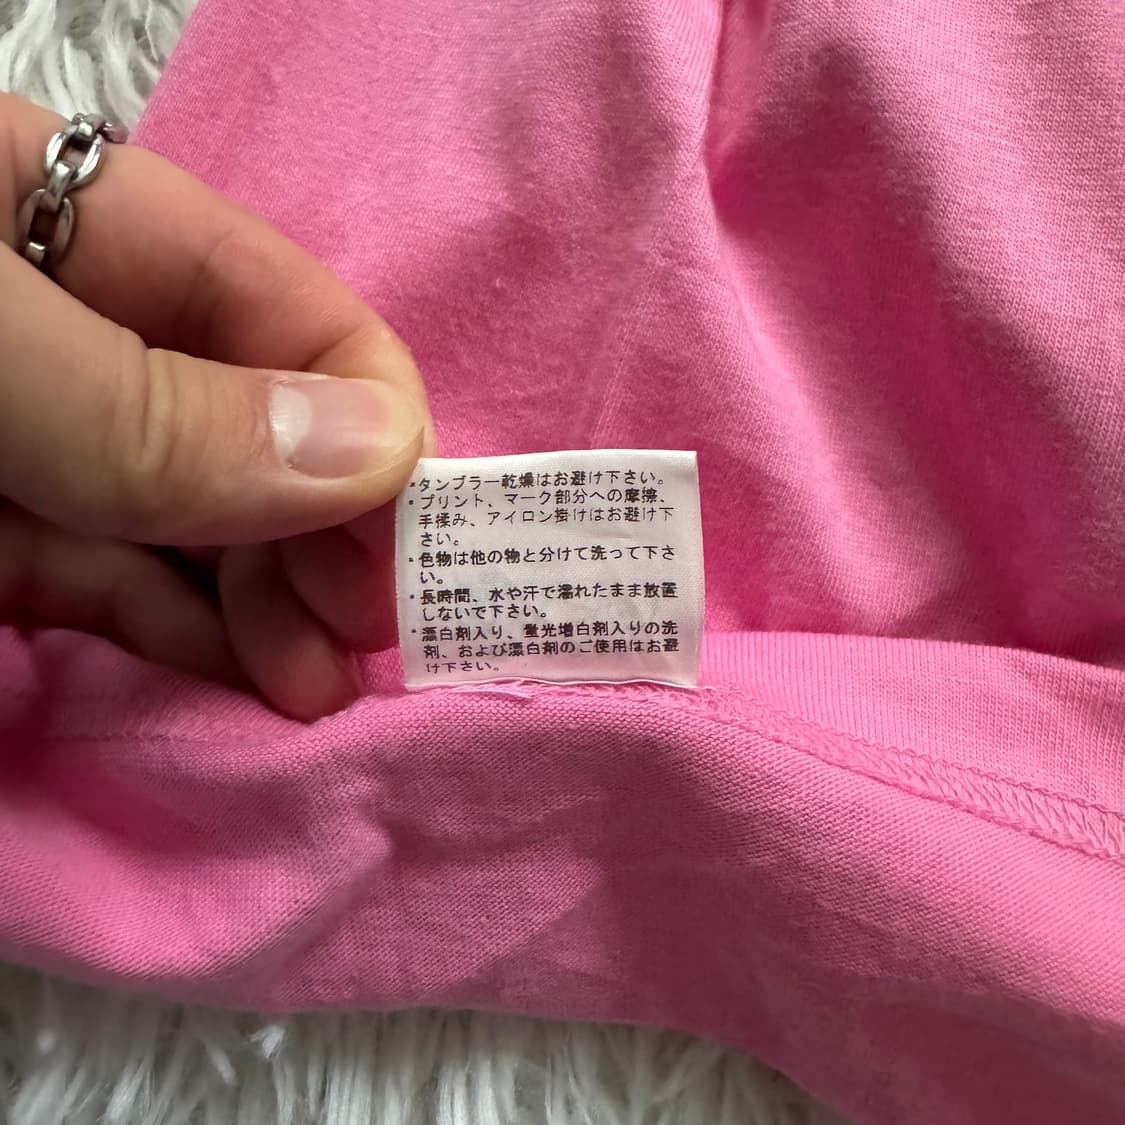 ・タンブラー乾燥はお避け下さい。
・プリント、マーク部分への摩擦、
手揉み、アイロン掛けはお避け下
さい。
・色物は他の物と分けて洗って下さ
い。
・長時間、水や汗で濡れたまま放置
しないで下さい。
・漂白剤入り、蛍光増白剤入りの洗
剤、および漂白剤のご使用はお避
け下さい。